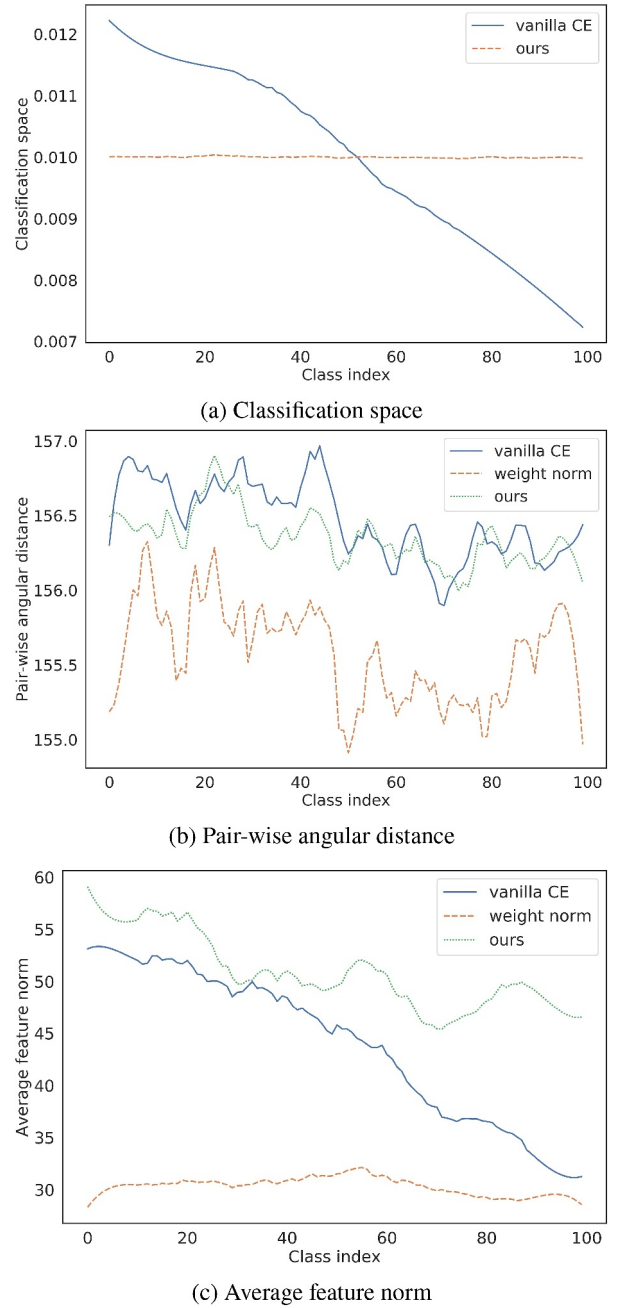 0.012
0.011
0.010
0.009
0.008
0.007
Classification space
vanilla CE
ours
0 20 40 60 80 100
Class index
(a) Classification space
157.0
156.5
156.0
155.5
155.0
Pair-wise angular distance
vanilla CE
weight norm
ours
0 20 40 60 80 100
Class index
(b) Pair-wise angular distance
60
55
50
45
40
35
30
Average feature norm
vanilla CE
weight norm
ours
0 20 40 60 80 100
Class index
(c) Average feature norm